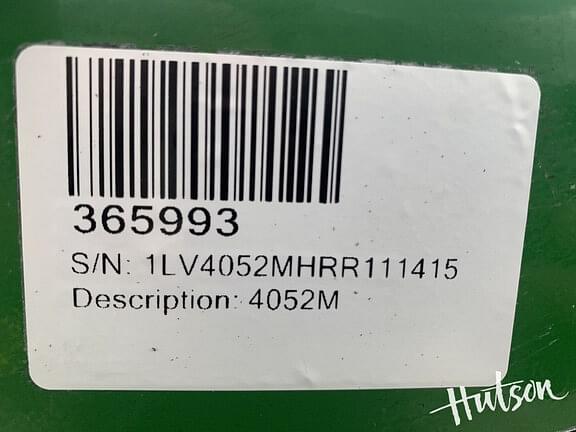 365993
S/N: 1LV4052MHRR111415
Description: 4052M
Hutson